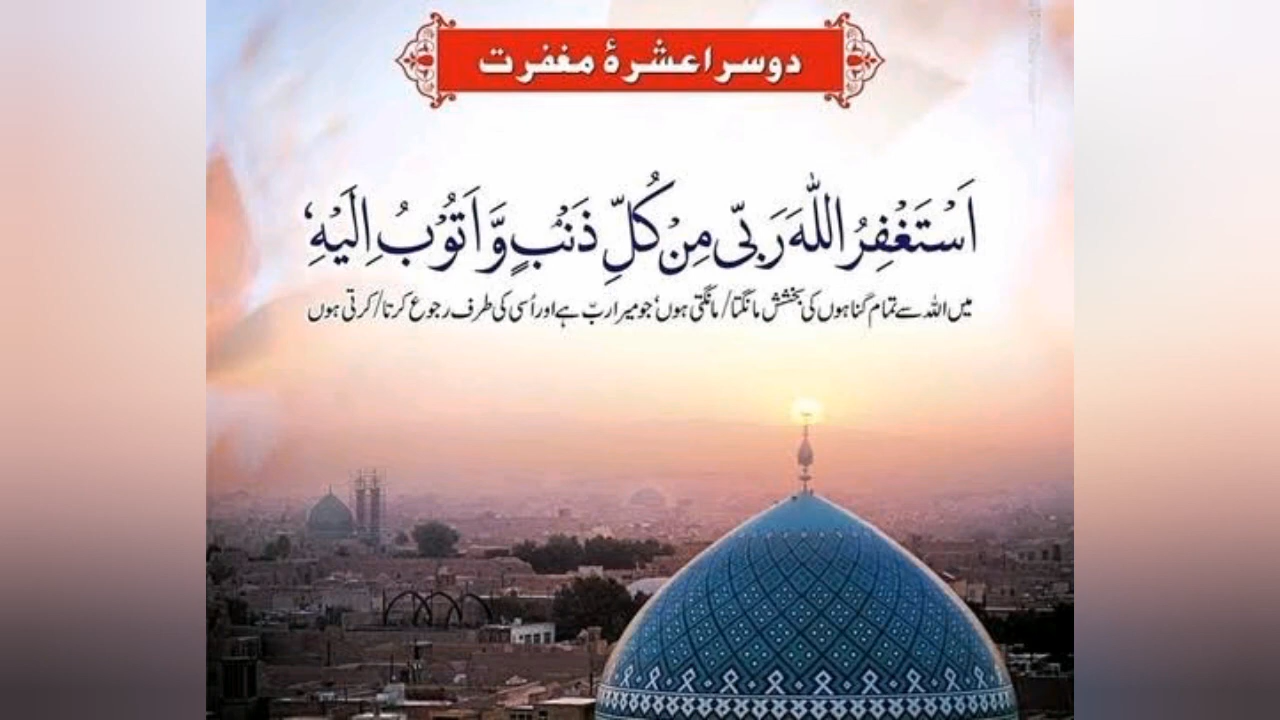 دوسرا عشرۂ مغفرت
اَسْتَغْفِرُ اللهَ رَبِّیْ مِنْ کُلِّ ذَنْۢبٍ وَّاَتُوْبُ اِلَیْهِ،
میں اللہ سے تمام گناہوں کی بخشش مانگتا/مانگتی ہوں، جو میرا ربّ ہے اور اُسی کی طرف رجوع کرتا/کرتی ہوں